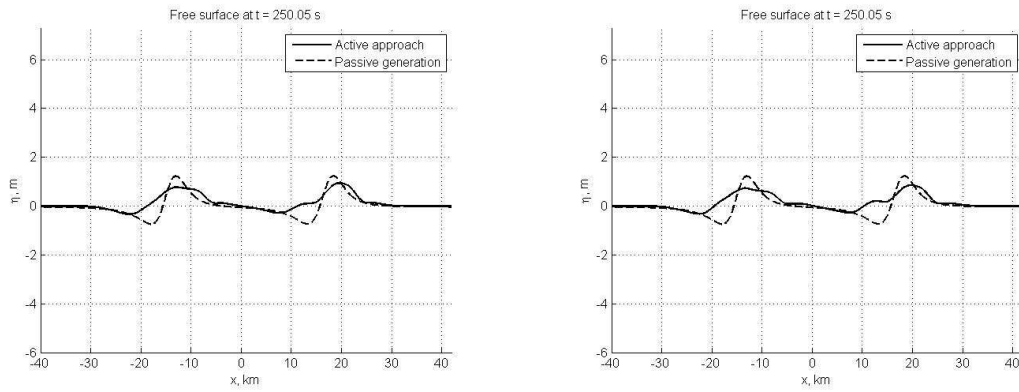 Free surface at t = 250.05 s
Active approach
Passive generation
6
4
2
0
-2
-4
-6
-40 -30 -20 -10 0 10 20 30 40
η, m
x, km
Free surface at t = 250.05 s
Active approach
Passive generation
6
4
2
0
-2
-4
-6
-40 -30 -20 -10 0 10 20 30 40
η, m
x, km